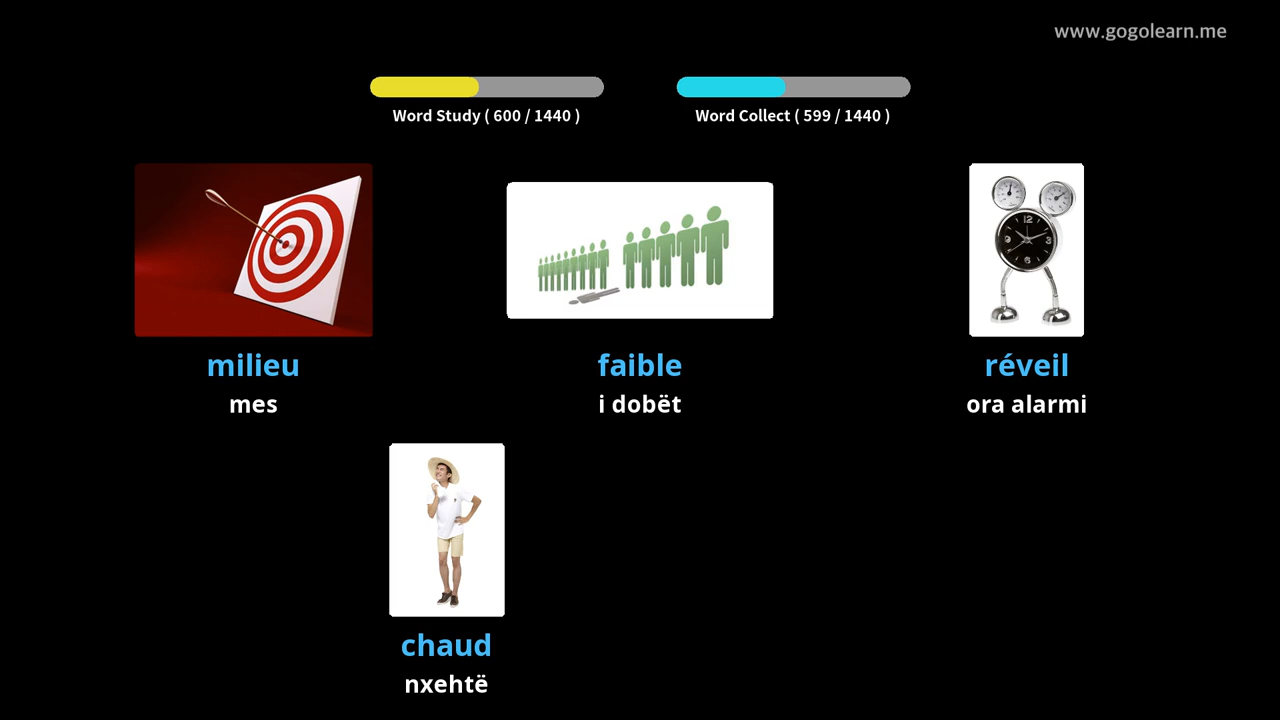 www.gogolearn.me
Word Study ( 600 / 1440 )
Word Collect ( 599 / 1440 )
milieu
mes
faible
i dobët
réveil
ora alarmi
chaud
nxehtë